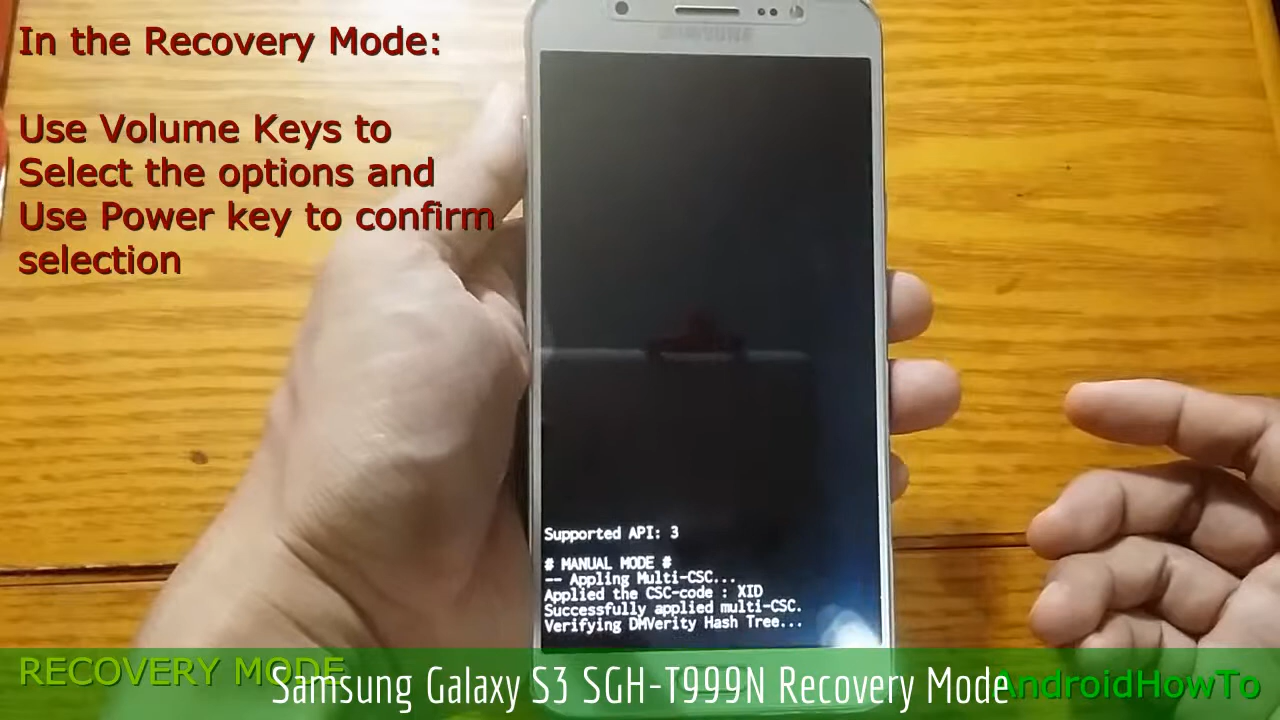 In the Recovery Mode:
Use Volume Keys to
Select the options and
Use Power key to confirm
selection
SAMSUNG
Supported API: 3
# MANUAL MODE #
-- Appling Multi-CSC...
Applied the CSC-code : XID
Successfully applied multi-CSC.
Verifying DMVerity Hash Tree...
RECOVERY MODE
Samsung Galaxy S3 SGH-T999N Recovery Mode
AndroidHowTo